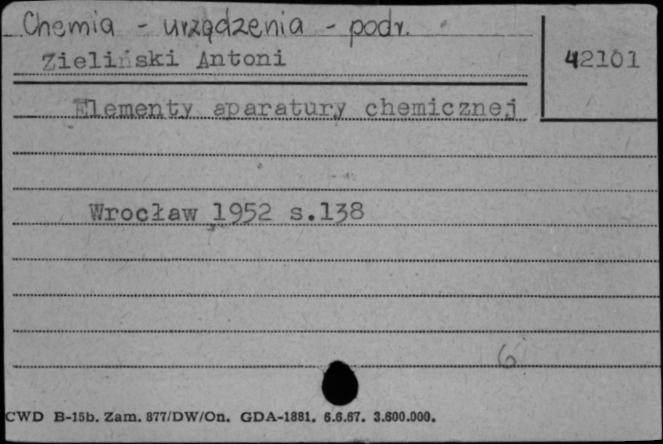 Chemia - urządzenia - podr.
Zieliński Antoni
42101
Elementy aparatury chemicznej
Wrocław 1952 s.138
6
CWD B-15b. Zam. 877/DW/On. GDA-1881. 6.6.67. 3.600.000.